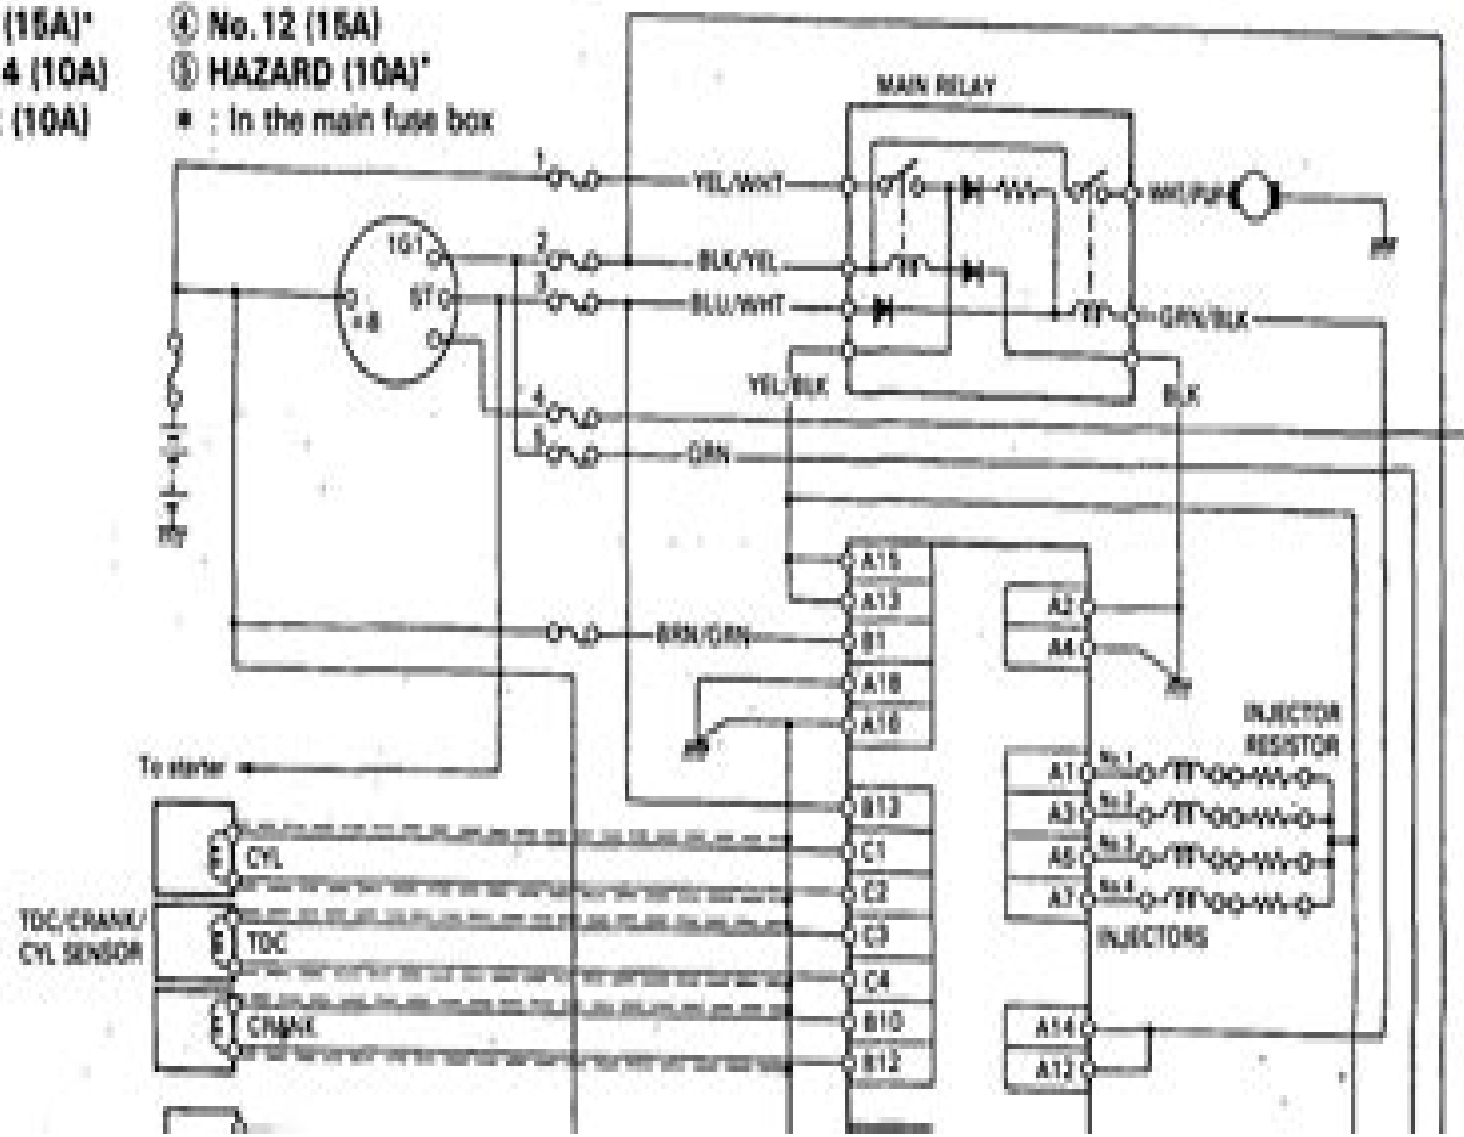 (15A)*
4 (10A)
(10A)
④ No.12 (15A)
⑤ HAZARD (10A)*
* : In the main fuse box
MAIN RELAY
1
YEL/WHT
WHT/PUP
IG1
2
BLK/YEL
+B
ST
3
BLU/WHT
GRN/BLK
YEL/BLK
BLK
4
5
GRN
A15
A13
A2
BRN/GRN
B1
A4
A18
A16
INJECTOR
RESISTOR
To starter
A1
No.1
B13
A3
No.2
CYL
C1
A5
No.3
C2
A7
No.4
TDC/CRANK/
CYL SENSOR
TDC
C3
INJECTORS
C4
CRANK
B10
A14
B12
A12